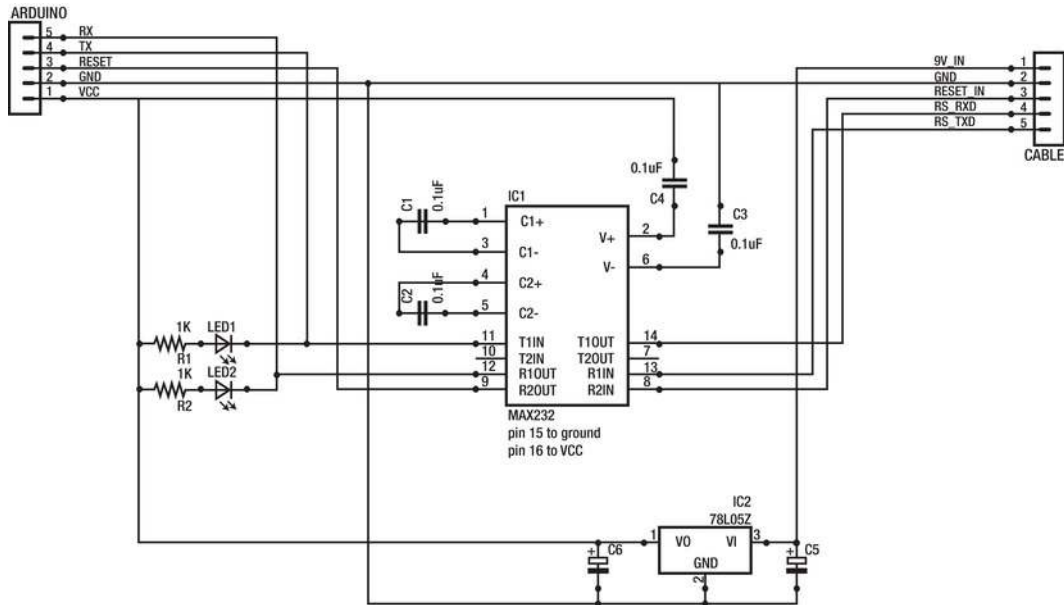 ARDUINO
5 RX
4 TX
3 RESET
2 GND
1 VCC
9V_IN 1
GND 2
RESET_IN 3
RS_RXD 4
RS_TXD 5
CABLE
0.1uF
C4
C3
0.1uF
IC1
C1
0.1uF
1 C1+
3 C1-
C2
0.1uF
4 C2+
5 C2-
V+ 2
V- 6
11 T1IN
10 T2IN
12 R1OUT
9 R2OUT
T1OUT 14
T2OUT 7
R1IN 13
R2IN 8
MAX232
pin 15 to ground
pin 16 to VCC
1K LED1
R1
1K LED2
R2
IC2
78L05Z
1 VO VI 3
GND
2
+ C6
+ C5